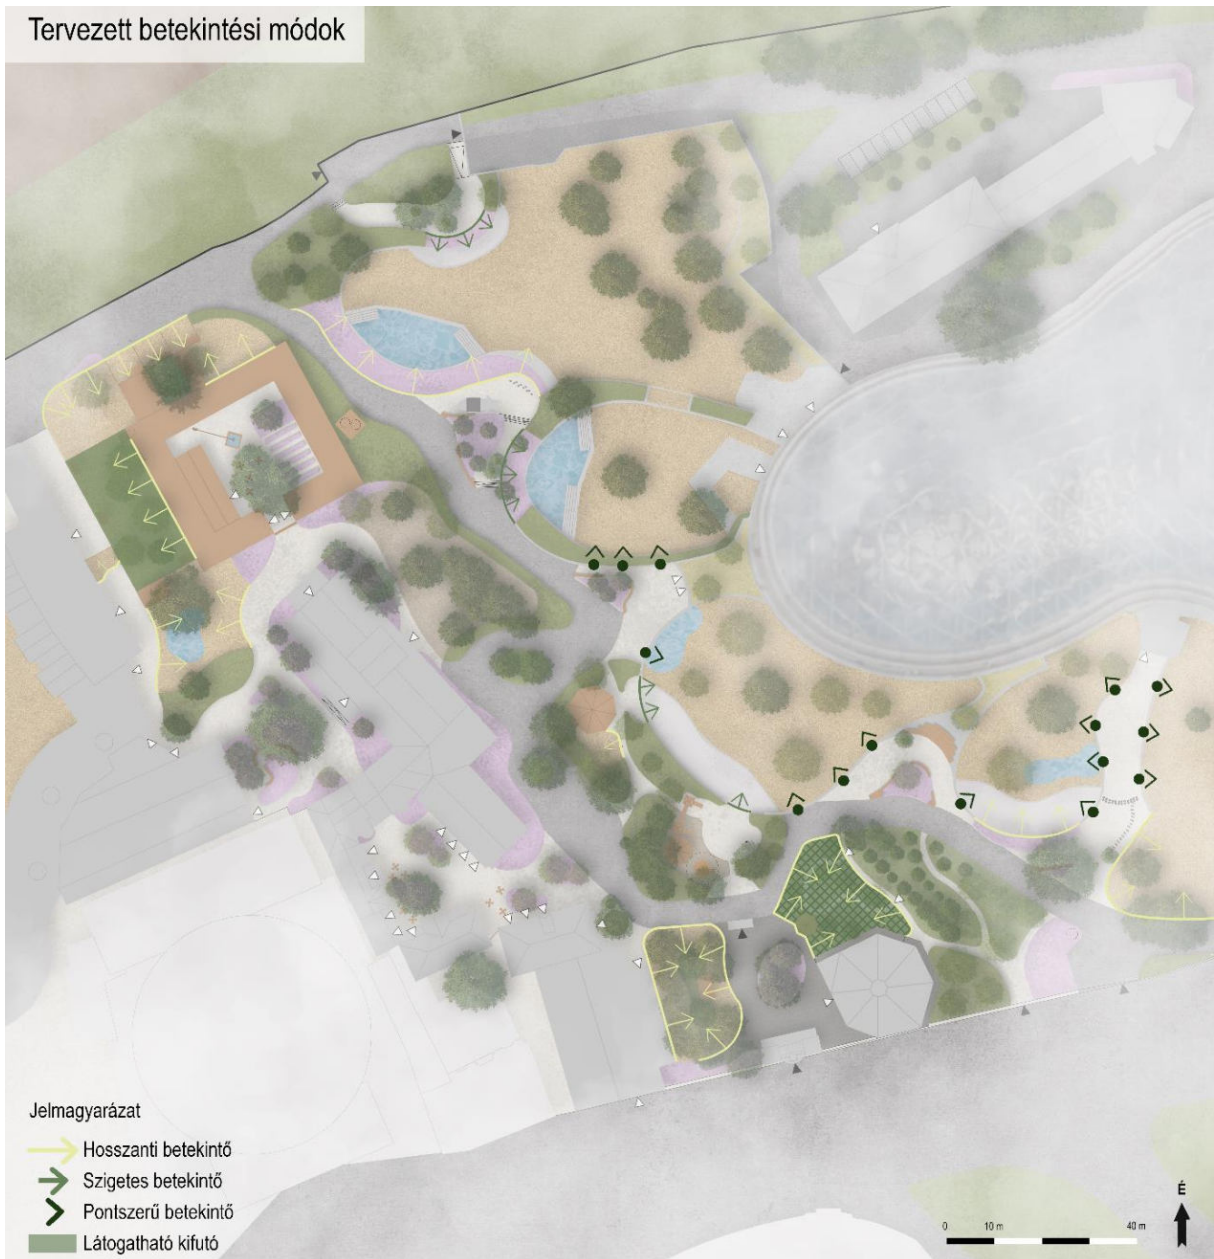 Tervezett betekintési módok
Jelmagyarázat
Hosszanti betekintő
Szigetes betekintő
Pontszerű betekintő
Látogatható kifutó
0 10 m 40 m
É